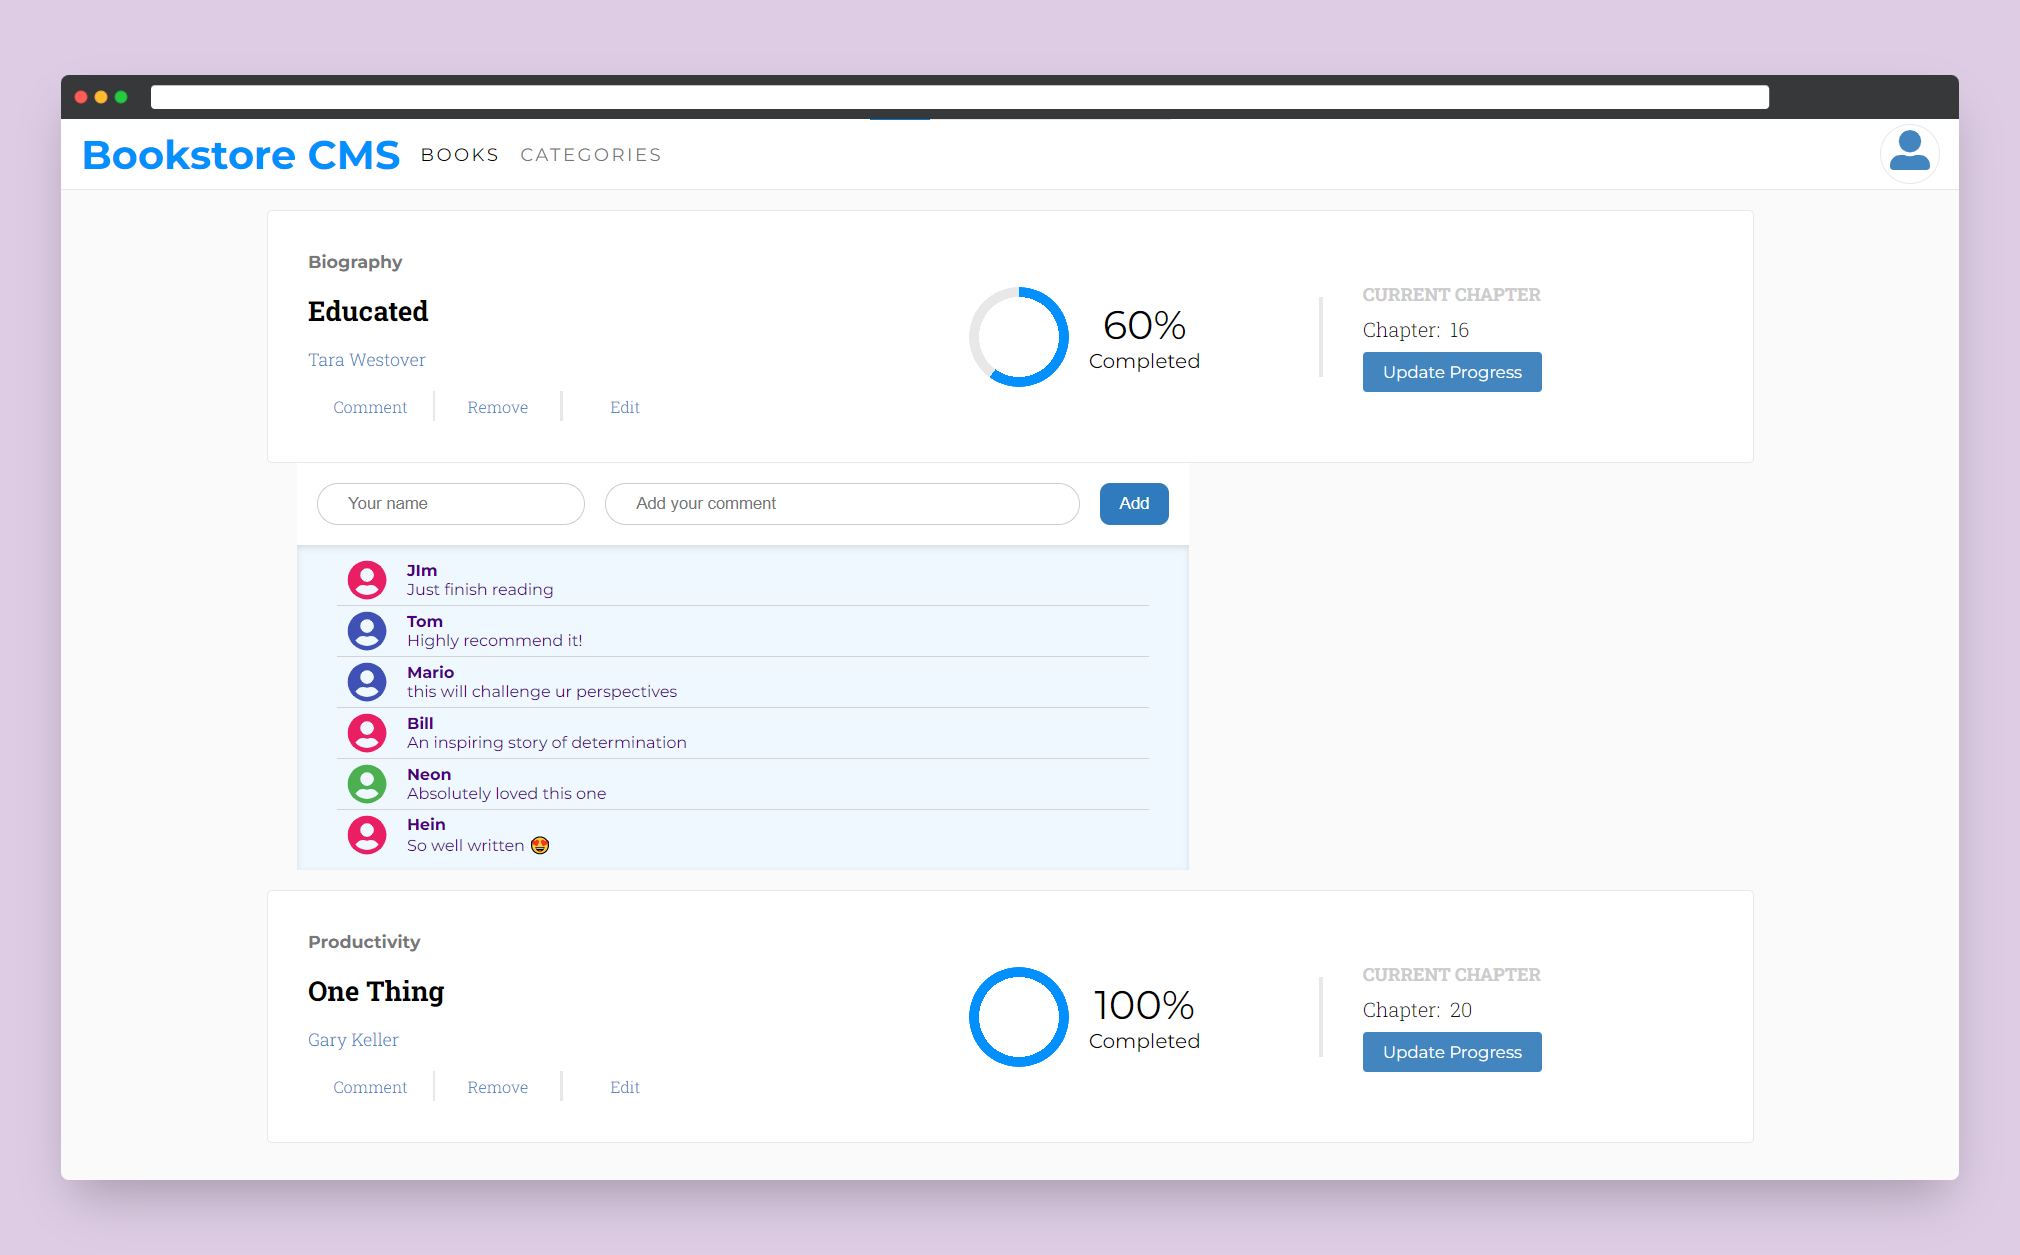 Bookstore CMS BOOKS CATEGORIES
Biography
Educated
Tara Westover
Comment Remove Edit
60%
Completed
CURRENT CHAPTER
Chapter: 16
Update Progress
Your name Add your comment Add
JIm
Just finish reading
Tom
Highly recommend it!
Mario
this will challenge ur perspectives
Bill
An inspiring story of determination
Neon
Absolutely loved this one
Hein
So well written 😍
Productivity
One Thing
Gary Keller
Comment Remove Edit
100%
Completed
CURRENT CHAPTER
Chapter: 20
Update Progress